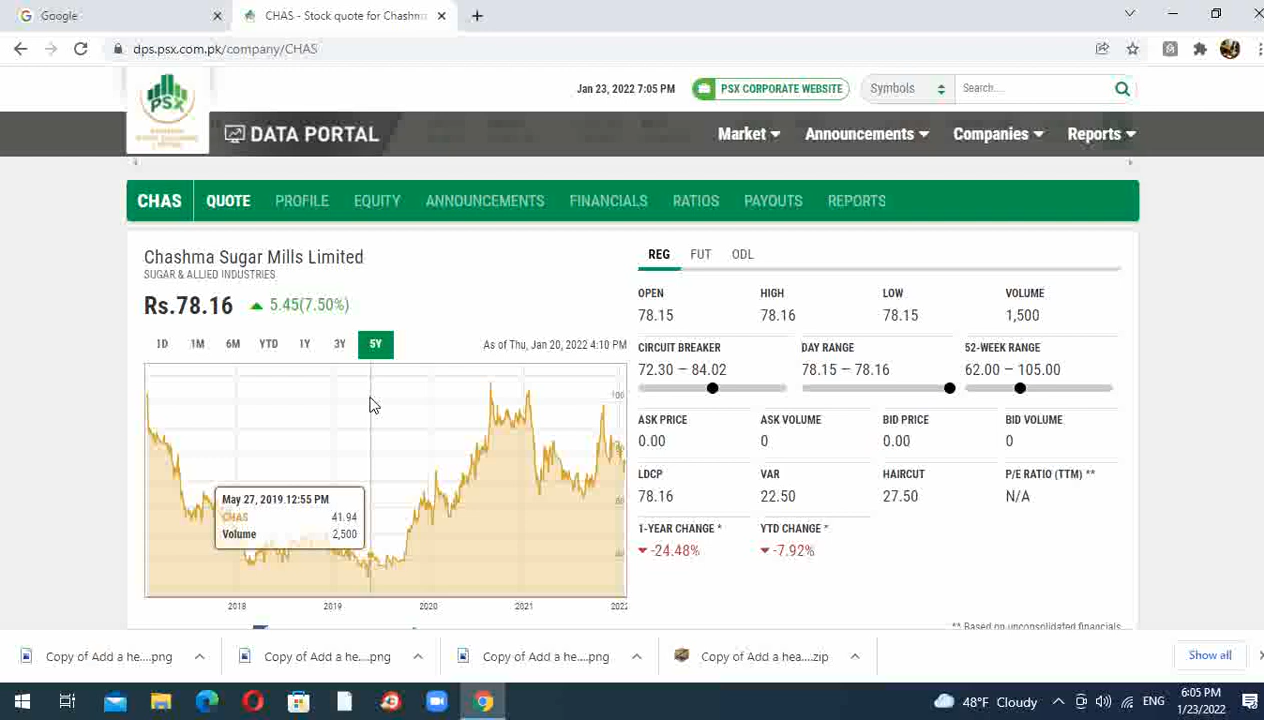 Google
CHAS - Stock quote for Chashma
dps.psx.com.pk/company/CHAS
PSX
Jan 23, 2022 7:05 PM
PSX CORPORATE WEBSITE
Symbols
Search....
DATA PORTAL
Market
Announcements
Companies
Reports
CHAS
QUOTE
PROFILE
EQUITY
ANNOUNCEMENTS
FINANCIALS
RATIOS
PAYOUTS
REPORTS
Chashma Sugar Mills Limited
SUGAR & ALLIED INDUSTRIES
Rs.78.16 5.45(7.50%)
1D 1M 6M YTD 1Y 3Y 5Y
As of Thu, Jan 20, 2022 4:10 PM
May 27, 2019 12:55 PM
CHAS 41.94
Volume 2,500
2018 2019 2020 2021 2022
REG FUT ODL
OPEN HIGH LOW VOLUME
78.15 78.16 78.15 1,500
CIRCUIT BREAKER DAY RANGE 52-WEEK RANGE
72.30 — 84.02 78.15 — 78.16 62.00 — 105.00
ASK PRICE ASK VOLUME BID PRICE BID VOLUME
0.00 0 0.00 0
LDCP VAR HAIRCUT P/E RATIO (TTM) **
78.16 22.50 27.50 N/A
1-YEAR CHANGE * YTD CHANGE *
-24.48% -7.92%
** Based on unconsolidated financials
Copy of Add a he....png
Copy of Add a he....png
Copy of Add a he....png
Copy of Add a hea....zip
Show all
48°F Cloudy
ENG
6:05 PM
1/23/2022